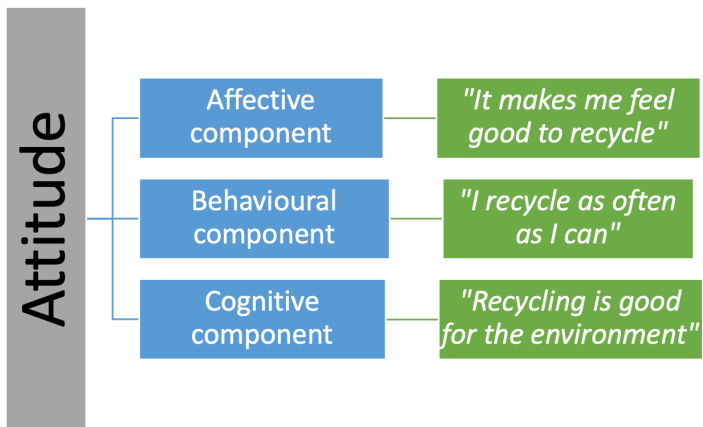 Attitude
Affective
component
"It makes me feel
good to recycle"
Behavioural
component
"I recycle as often
as I can"
Cognitive
component
"Recycling is good
for the environment"